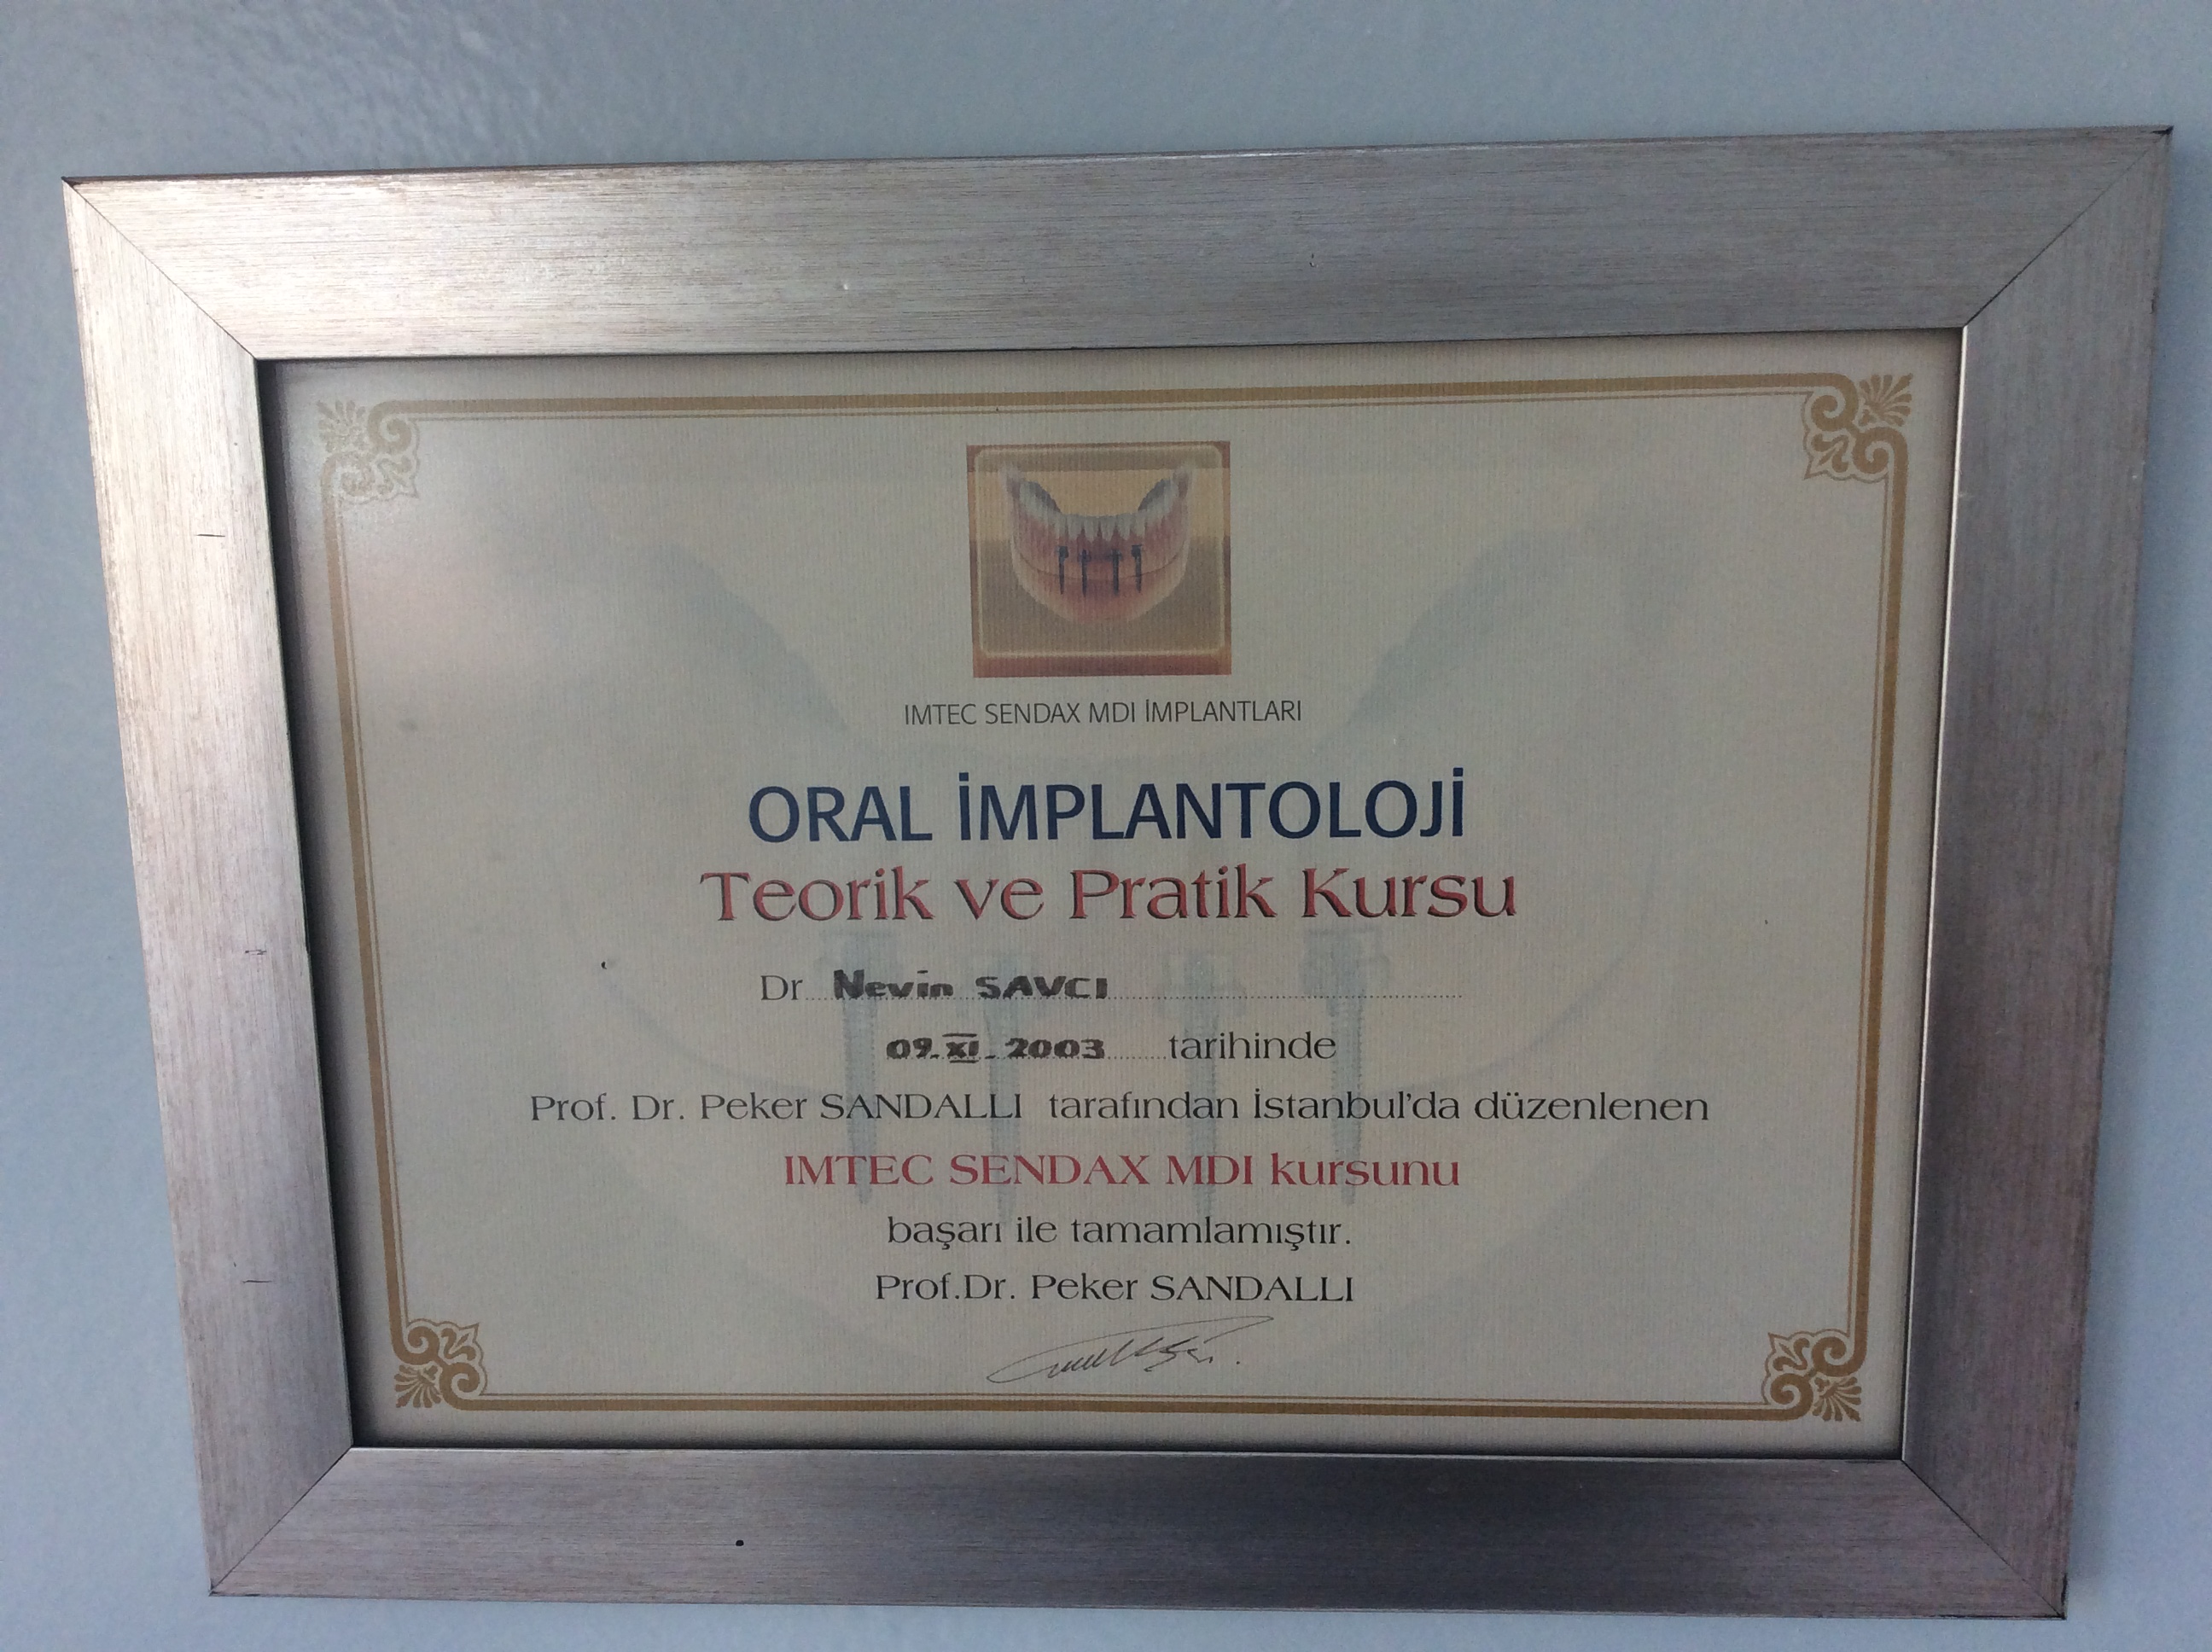 IMTEC SENDAX MDI İMPLANTLARI
ORAL İMPLANTOLOJİ
Teorik ve Pratik Kursu
Dr. Nevin SAVCI
09.XI.2003 tarihinde
Prof. Dr. Peker SANDALLI tarafından İstanbul'da düzenlenen
IMTEC SENDAX MDI kursunu
başarı ile tamamlamıştır.
Prof.Dr. Peker SANDALLI